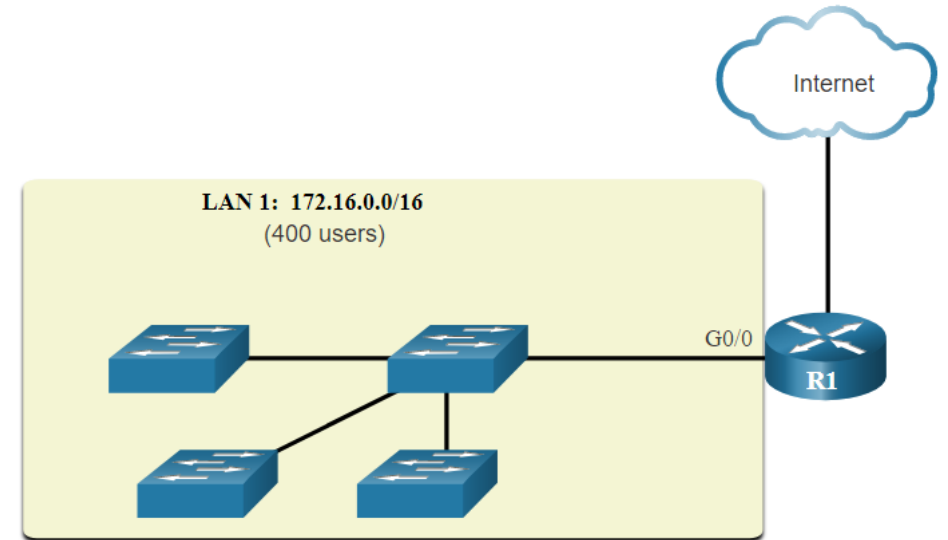 Internet
LAN 1: 172.16.0.0/16
(400 users)
G0/0
R1